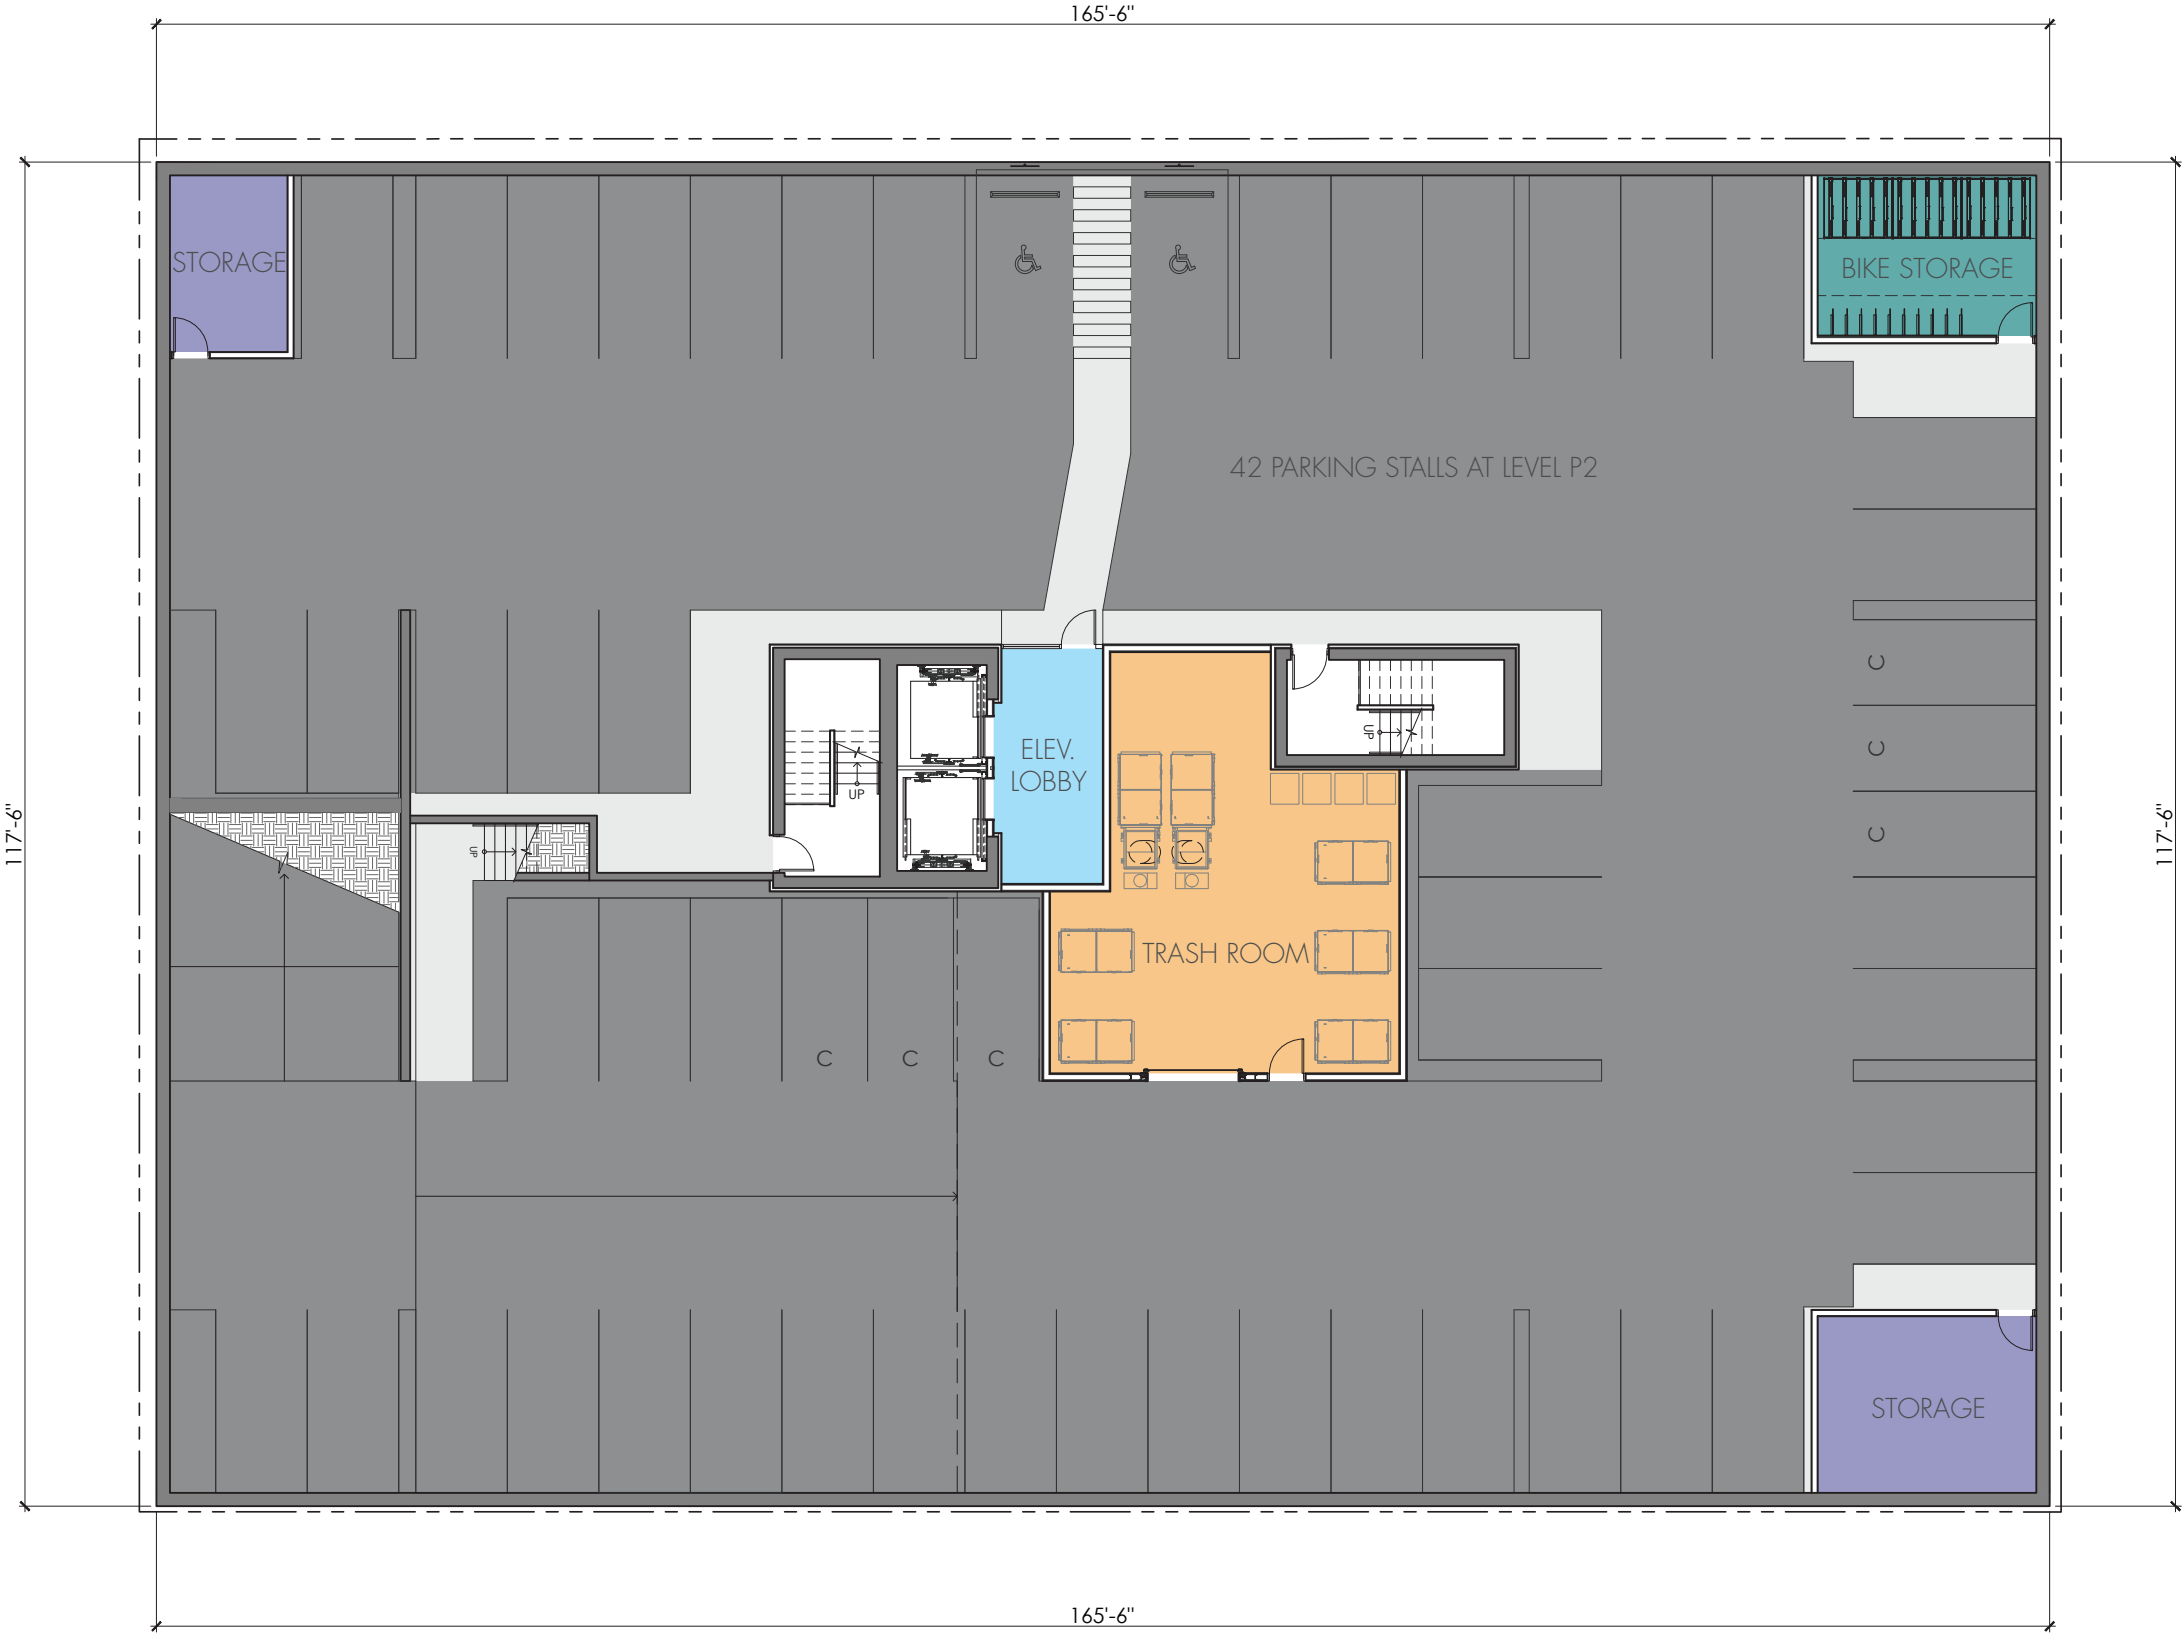 165'-6"
STORAGE
BIKE STORAGE
42 PARKING STALLS AT LEVEL P2
C
UP
ELEV.
LOBBY
C
UP
117'-6"
117'-6"
C
UP
TRASH ROOM
C
C
C
STORAGE
165'-6"